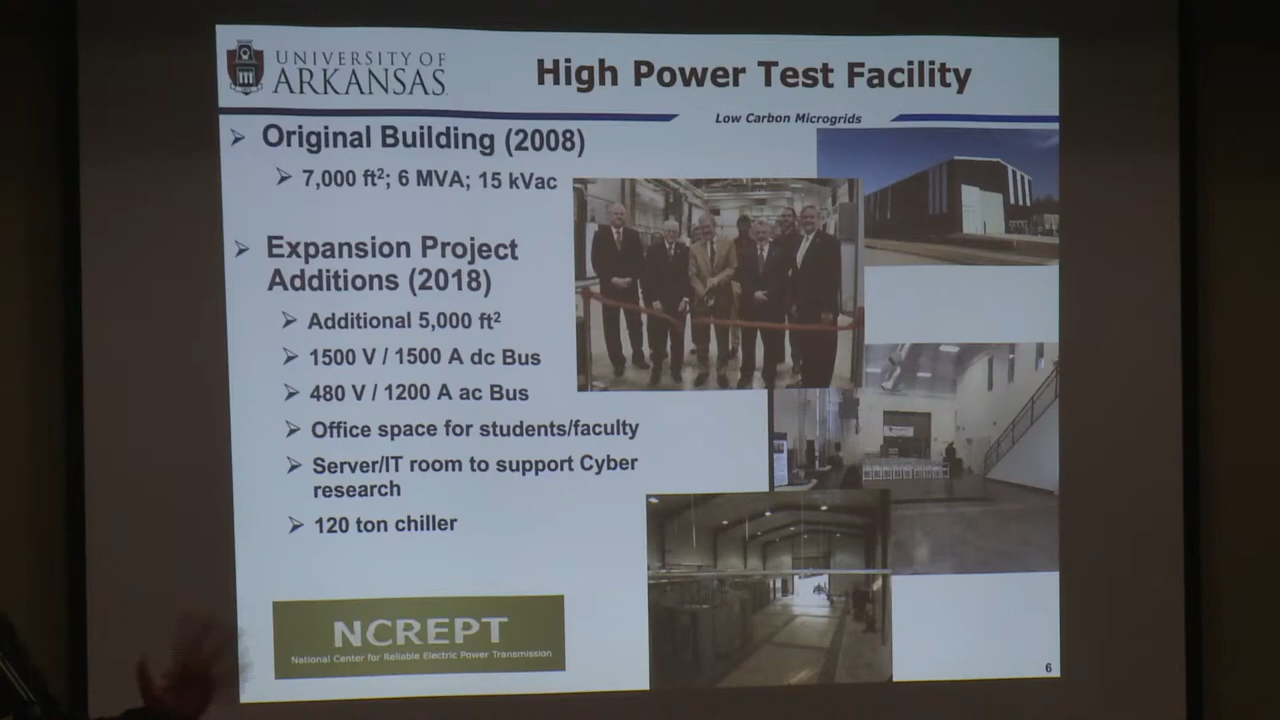 UNIVERSITY OF
ARKANSAS
High Power Test Facility
Low Carbon Microgrids
Original Building (2008)
7,000 ft²; 6 MVA; 15 kVac
Expansion Project
Additions (2018)
Additional 5,000 ft²
1500 V / 1500 A dc Bus
480 V / 1200 A ac Bus
Office space for students/faculty
Server/IT room to support Cyber
research
120 ton chiller
NCREPT
National Center for Reliable Electric Power Transmission
6